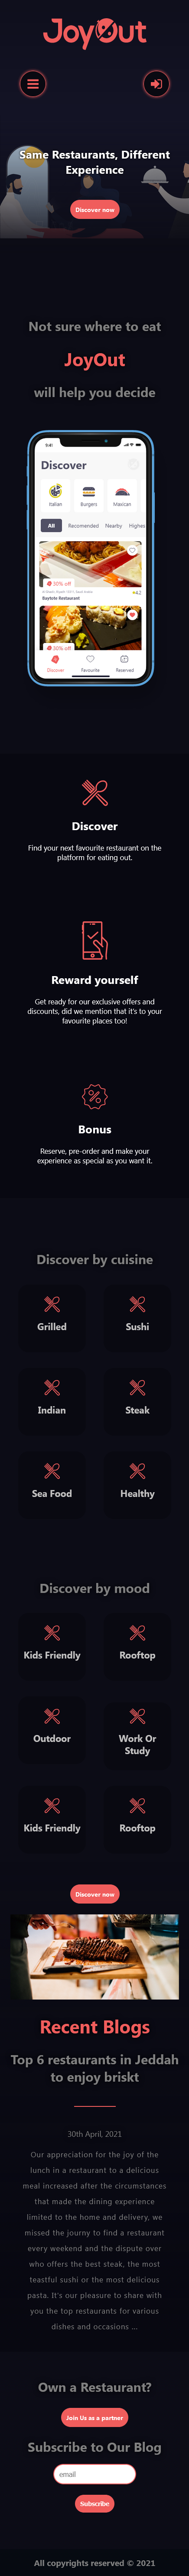 JoyOut
Same Restaurants, Different
Experience
Discover now
Not sure where to eat
JoyOut
will help you decide
9:41
Discover
Italian
Burgers
Maxican
All
Recomended
Nearby
Highes
30% off
4.2
30% off
Discover
Favourite
Reserved
Discover
Find your next favourite restaurant on the
platform for eating out.
Reward yourself
Get ready for our exclusive offers and
discounts, did we mention that it's to your
favourite places too!
Bonus
Reserve, pre-order and make your
experience as special as you want it.
Discover by cuisine
Grilled
Sushi
Indian
Steak
Sea Food
Healthy
Discover by mood
Kids Friendly
Rooftop
Outdoor
Work Or
Study
Kids Friendly
Rooftop
Discover now
Recent Blogs
Top 6 restaurants in Jeddah
to enjoy briskt
30th April, 2021
Our appreciation for the joy of the
lunch in a restaurant to a delicious
meal increased after the circumstances
that made the dining experience
limited to the home and delivery, we
missed the journy to find a restaurant
every weekend and the dispute over
who offers the best steak, the most
teastful sushi or the most delicious
pasta. It's our pleasure to share with
you the top restaurants for various
dishes and occasions ...
Own a Restaurant?
Join Us as a partner
Subscribe to Our Blog
email
Subscribe
All copyrights reserved © 2021